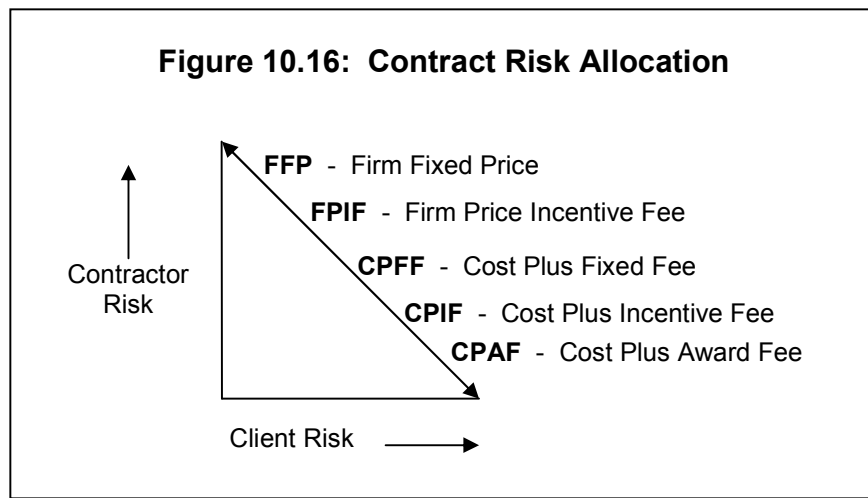 Figure 10.16: Contract Risk Allocation
FFP - Firm Fixed Price
FPIF - Firm Price Incentive Fee
Contractor
Risk
CPFF - Cost Plus Fixed Fee
CPIF - Cost Plus Incentive Fee
CPAF - Cost Plus Award Fee
Client Risk